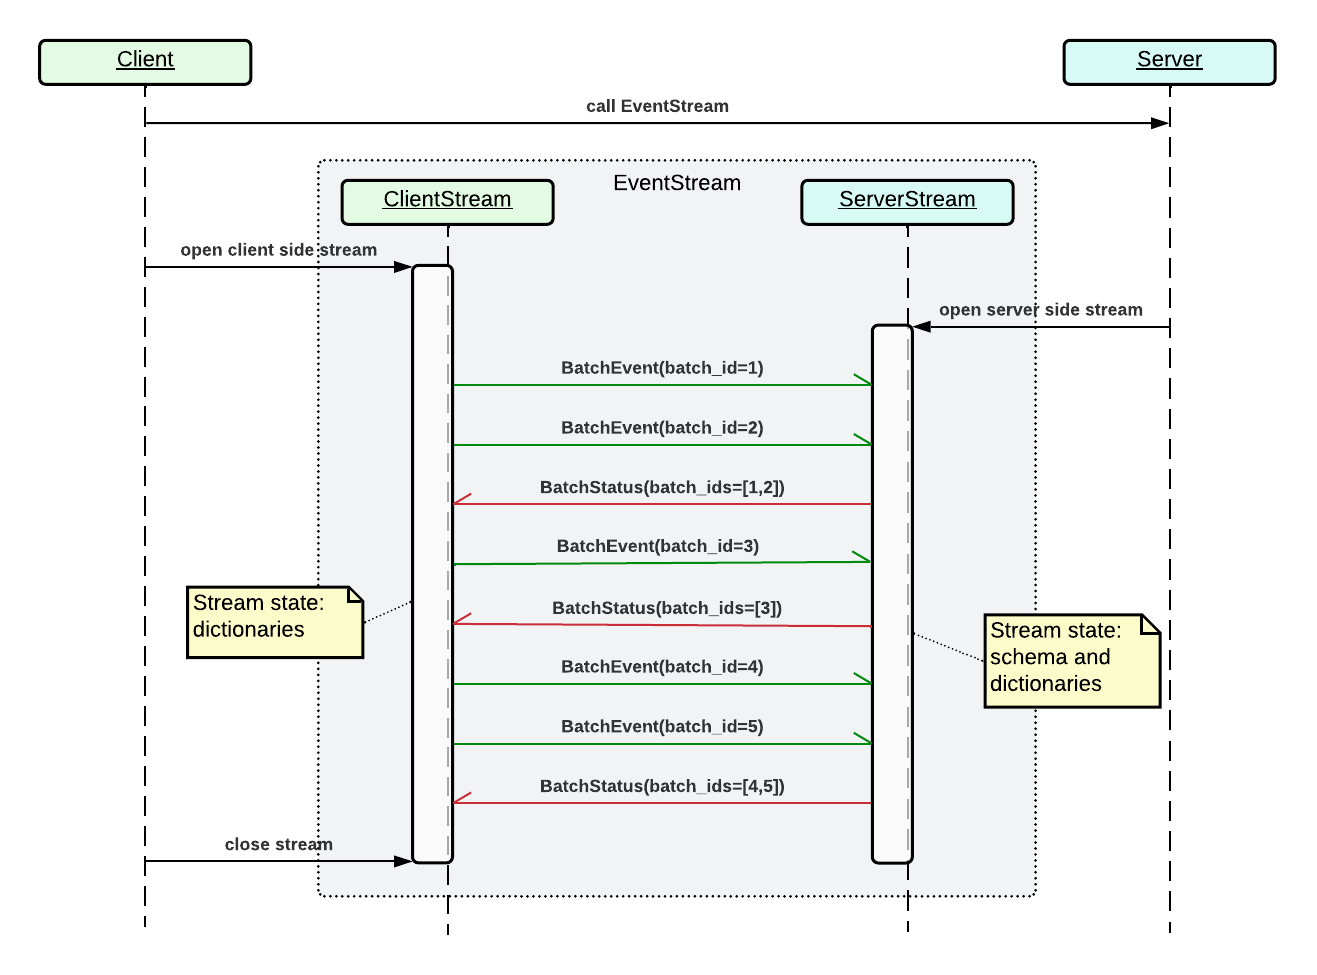 Client
Server
call EventStream
EventStream
ClientStream
ServerStream
open client side stream
open server side stream
BatchEvent(batch_id=1)
BatchEvent(batch_id=2)
BatchStatus(batch_ids=[1,2])
BatchEvent(batch_id=3)
Stream state:
dictionaries
BatchStatus(batch_ids=[3])
Stream state:
schema and
dictionaries
BatchEvent(batch_id=4)
BatchEvent(batch_id=5)
BatchStatus(batch_ids=[4,5])
close stream